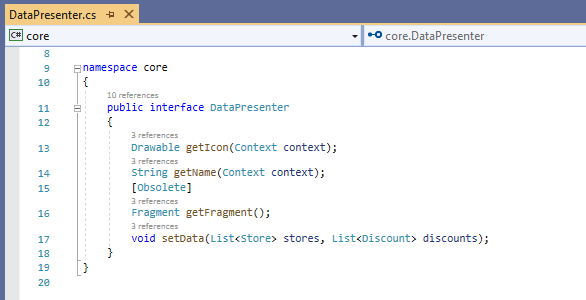 DataPresenter.cs
C# core core.DataPresenter
8
9 namespace core
10 {
10 references
11 public interface DataPresenter
12 {
3 references
13 Drawable getIcon(Context context);
3 references
14 String getName(Context context);
15 [Obsolete]
3 references
16 Fragment getFragment();
3 references
17 void setData(List<Store> stores, List<Discount> discounts);
18 }
19 }
20